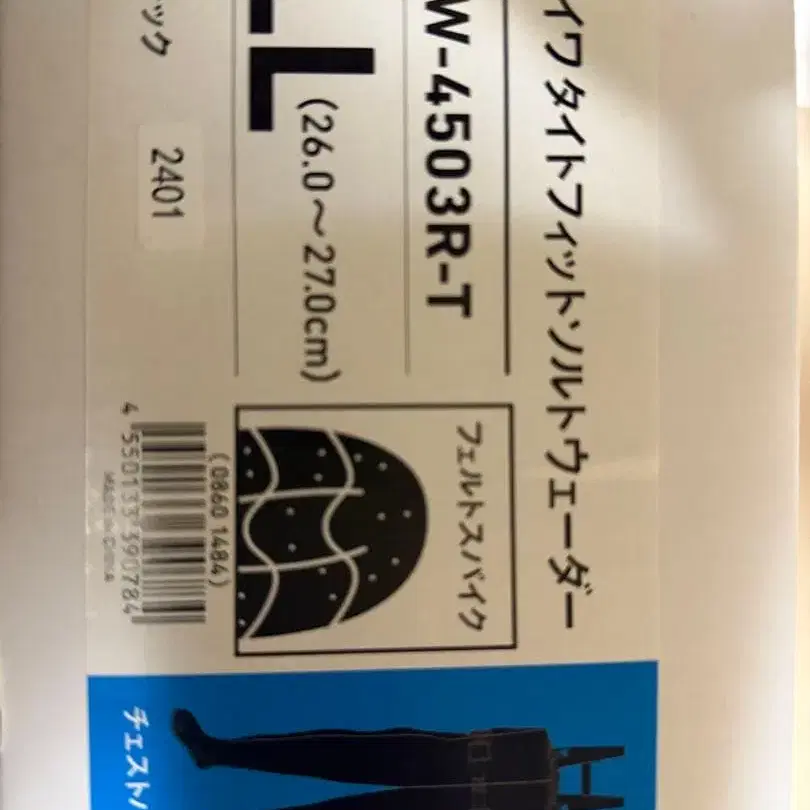 イワ タイトフィットソルトウェーダー
W-4503R-T
LL
(26.0～27.0cm)
ック
2401
フェルトスパイク
(0860 1484)
4 550133 390784
MADE IN CHINA
チェストハ